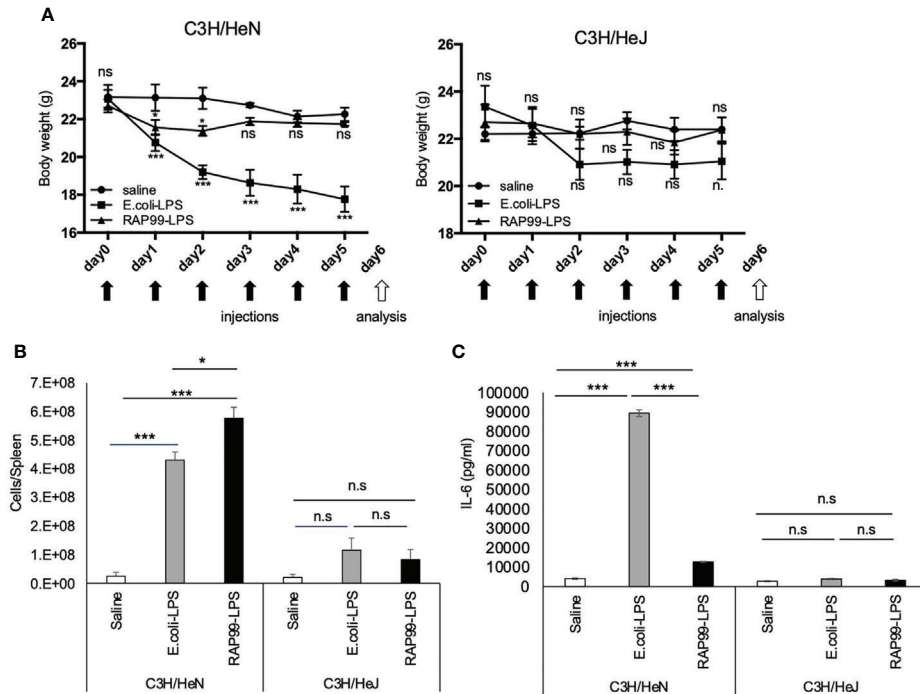 A
C3H/HeN
Body weight (g)
26
24
22
20
18
16
ns
*
*
ns
ns
ns
***
***
***
***
***
saline
E.coli-LPS
RAP99-LPS
day0
day1
day2
day3
day4
day5
day6
injections
analysis
C3H/HeJ
Body weight (g)
26
24
22
20
18
ns
ns
ns
ns
ns
ns
ns
ns
ns
n.
saline
E.coli-LPS
RAP99-LPS
day0
day1
day2
day3
day4
day5
day6
injections
analysis
B
Cells/Spleen
7.E+08
6.E+08
5.E+08
4.E+08
3.E+08
2.E+08
1.E+08
0.E+00
*
***
***
n.s
n.s
n.s
Saline
E.coli-LPS
RAP99-LPS
Saline
E.coli-LPS
RAP99-LPS
C3H/HeN
C3H/HeJ
C
IL-6 (pg/ml)
100000
90000
80000
70000
60000
50000
40000
30000
20000
10000
0
***
***
***
n.s
n.s
n.s
Saline
E.coli-LPS
RAP99-LPS
Saline
E.coli-LPS
RAP99-LPS
C3H/HeN
C3H/HeJ